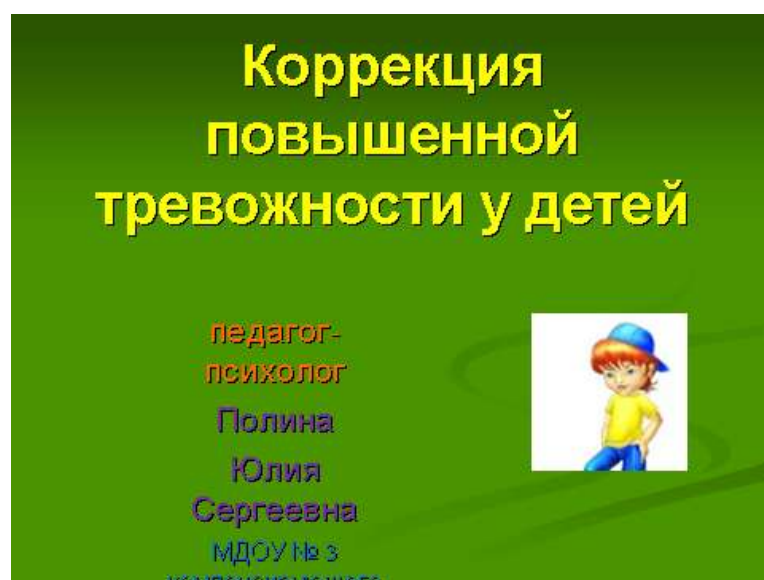 Коррекция
повышенной
тревожности у детей
педагог-
психолог
Полина
Юлия
Сергеевна
МДОУ № 3